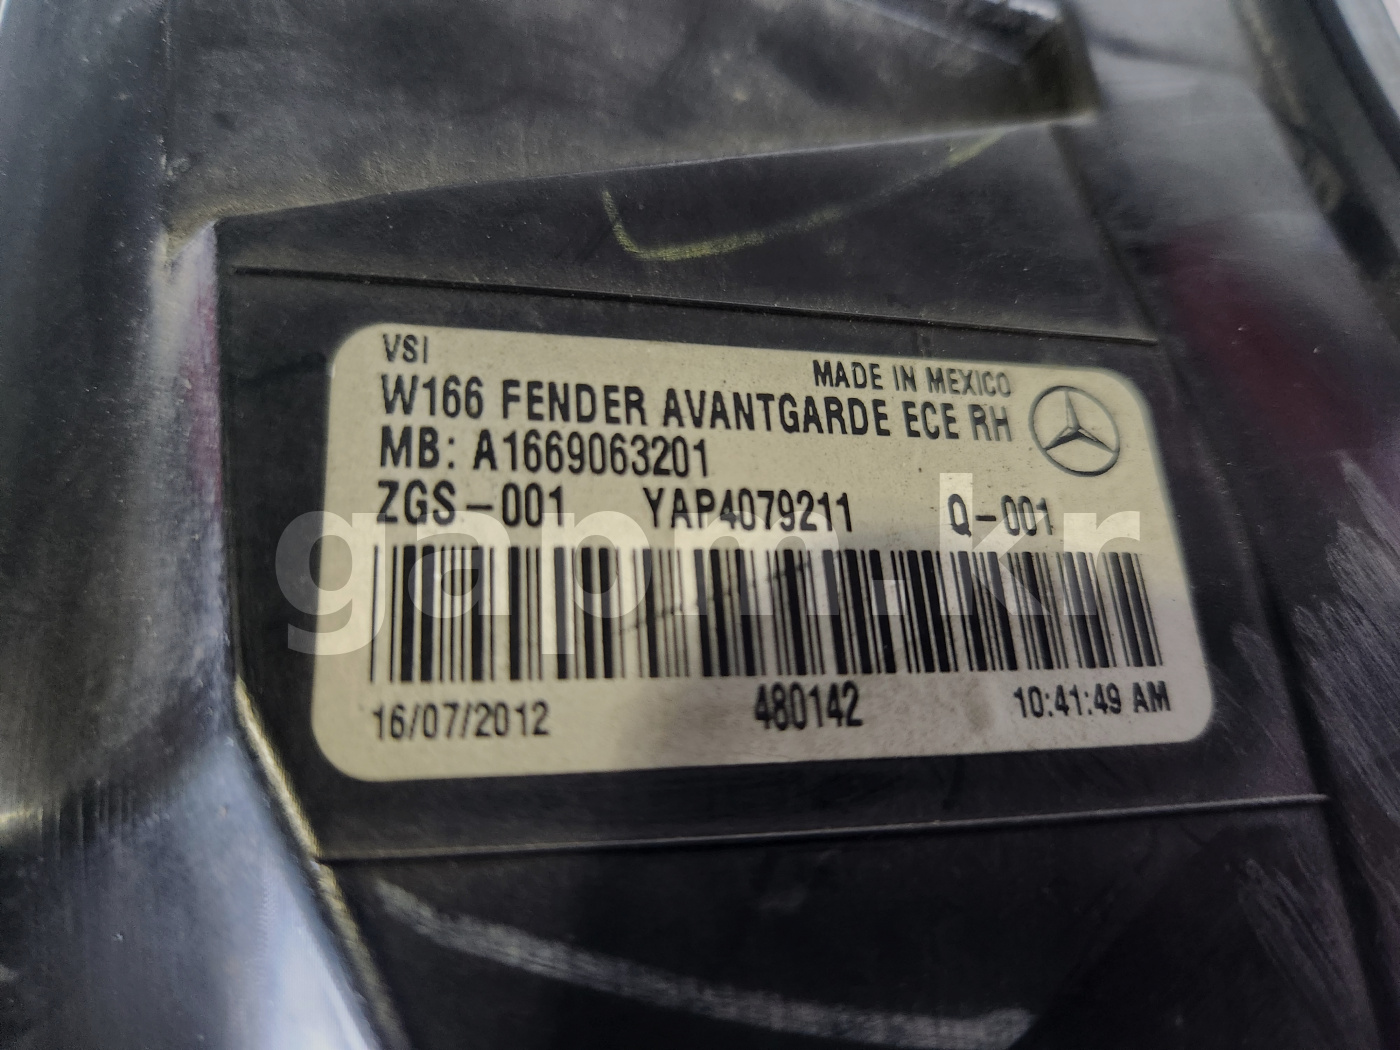 VSI
MADE IN MEXICO
W166 FENDER AVANTGARDE ECE RH
MB: A1669063201
ZGS-001 YAP4079211 Q-001
gapm.kr
16/07/2012 480142 10:41:49 AM